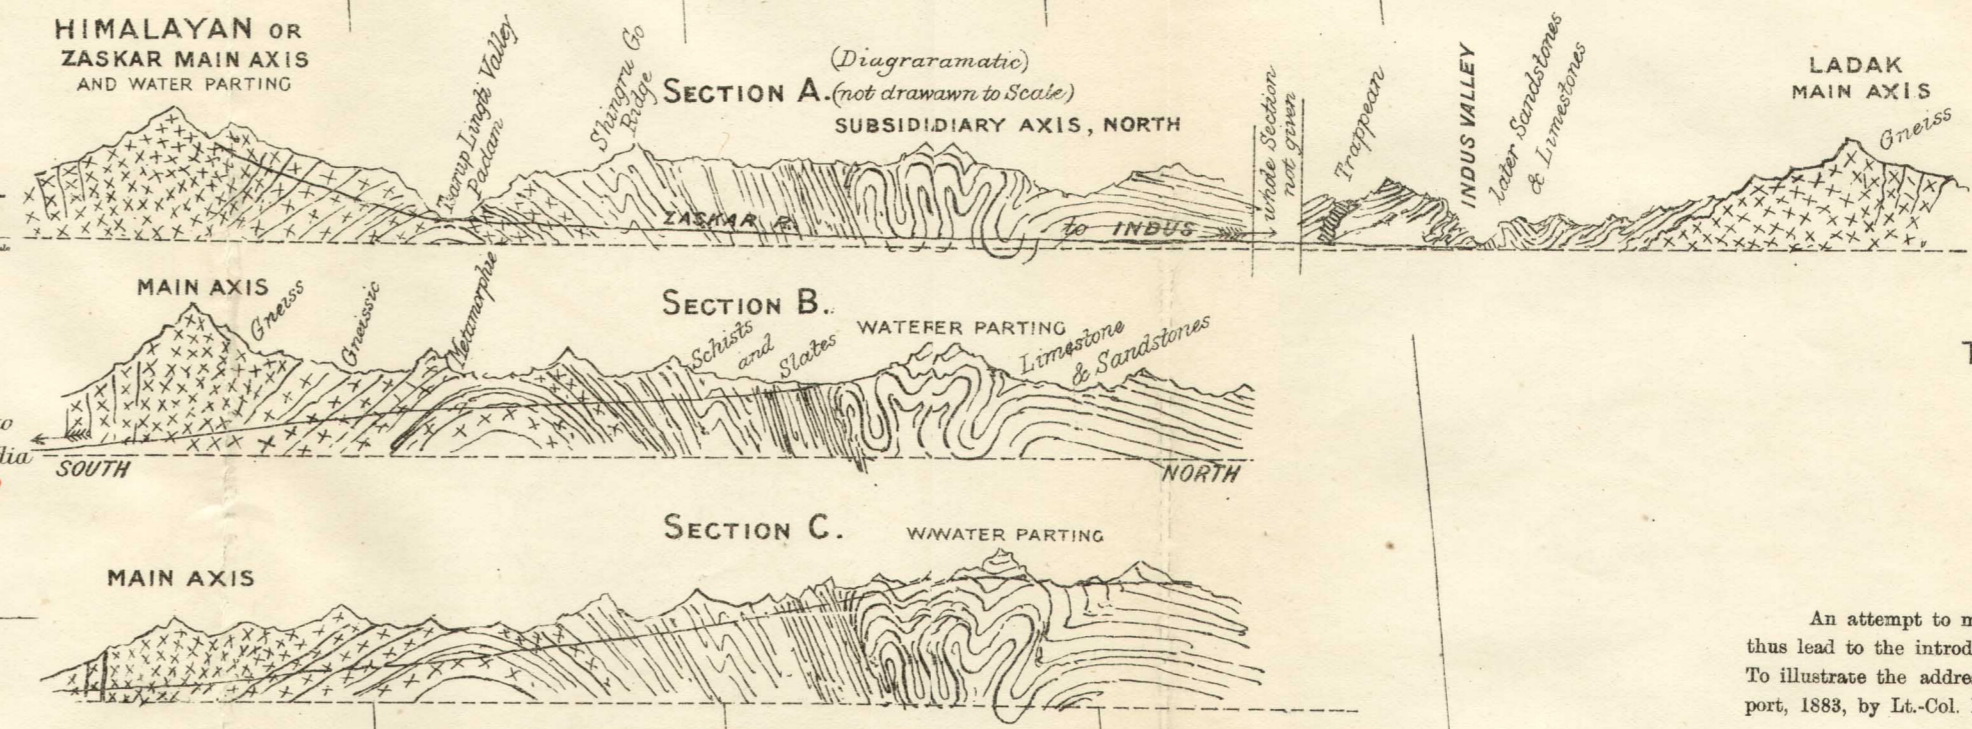 HIMALAYAN OR
ZASKAR MAIN AXIS
AND WATER PARTING
Tsarup Lingti Valley
Padam
Shingru Go
Ridge
SECTION A.
(Diagraramatic)
(not drawawn to Scale)
SUBSIDIDIARY AXIS, NORTH
whole Section
not given
Trappean
INDUS VALLEY
Later Sandstones
& Limestones
LADAK
MAIN AXIS
Gneiss
ZASKAR R.
to INDUS
MAIN AXIS
Gneiss
Gneissic
Metamorphic
SECTION B.
Schists
and
Slates
WATEFER PARTING
Limestone
& Sandstones
SOUTH
NORTH
SECTION C.
W/WATER PARTING
MAIN AXIS
An attempt to m
thus lead to the introd
To illustrate the addre
port, 1883, by Lt.-Col.